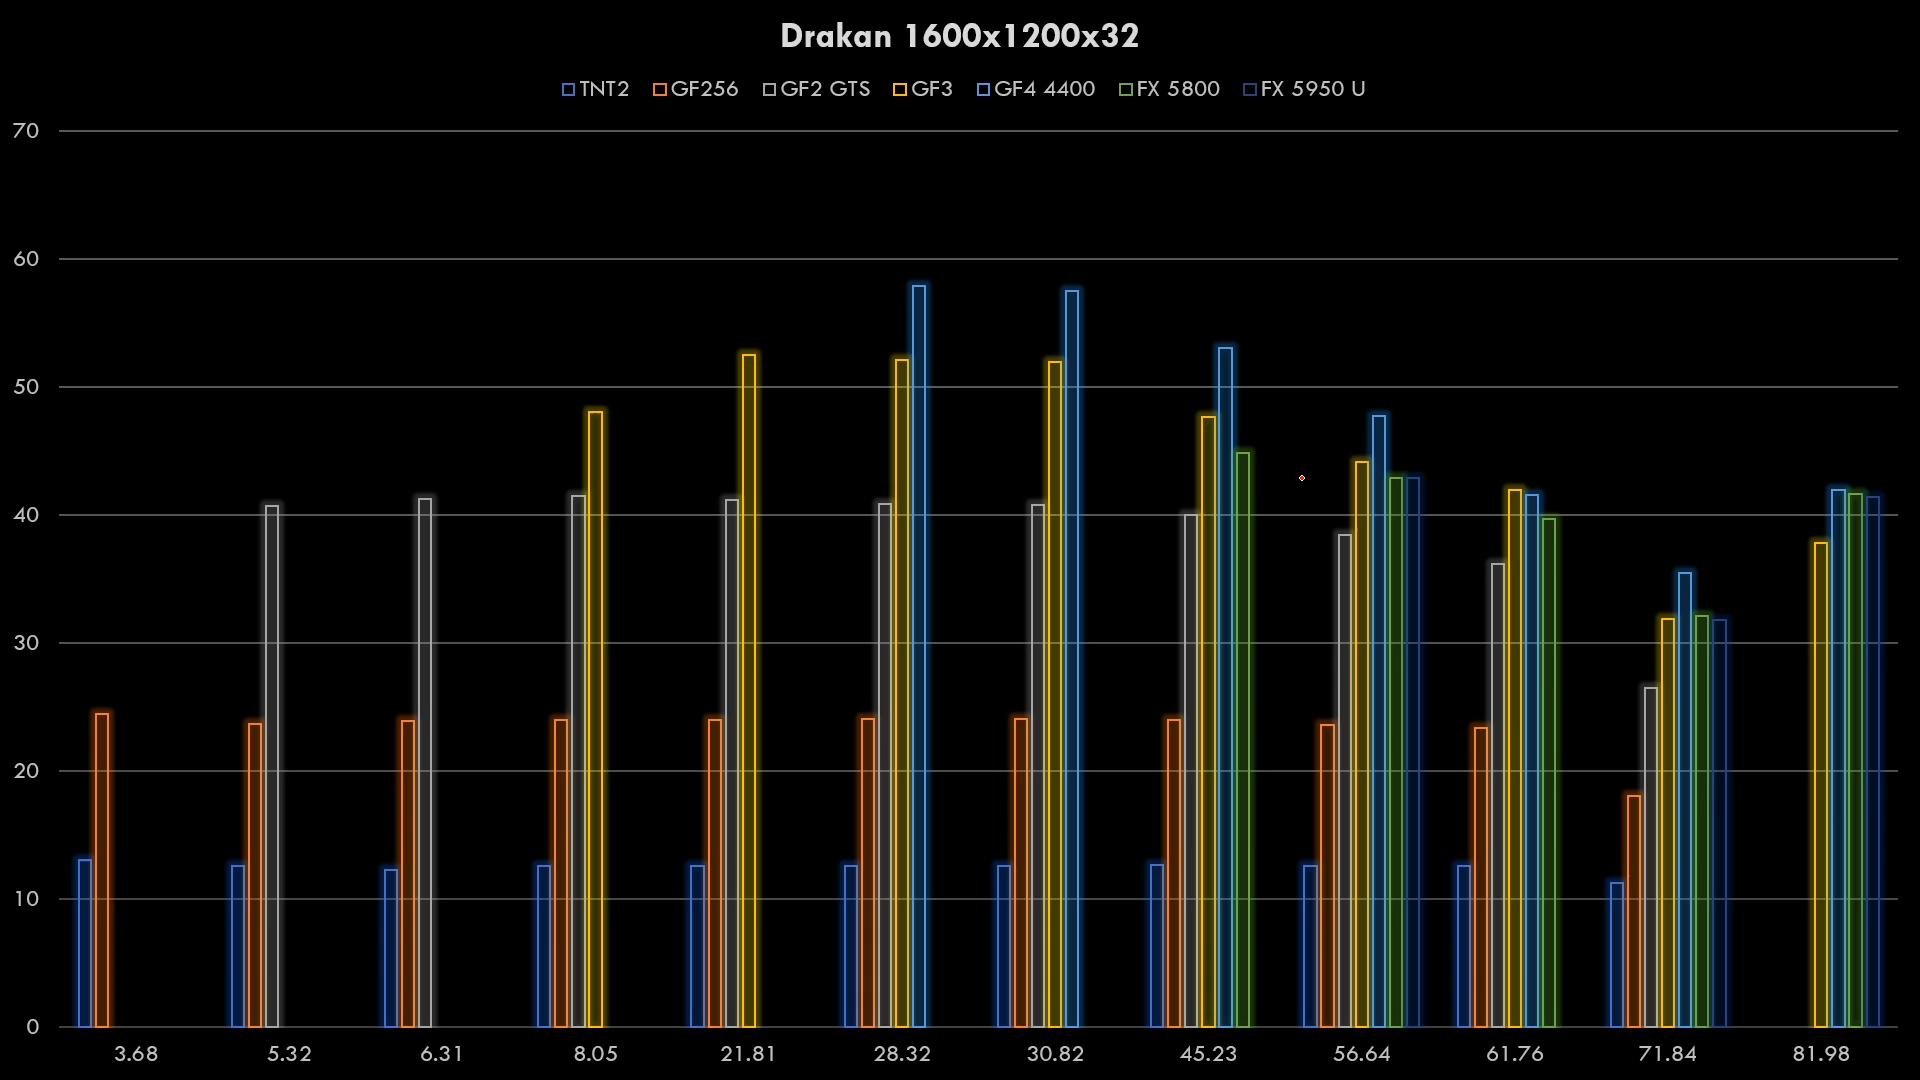 Drakan 1600x1200x32
TNT2 GF256 GF2 GTS GF3 GF4 4400 FX 5800 FX 5950 U
70
60
50
40
30
20
10
0
3.68 5.32 6.31 8.05 21.81 28.32 30.82 45.23 56.64 61.76 71.84 81.98